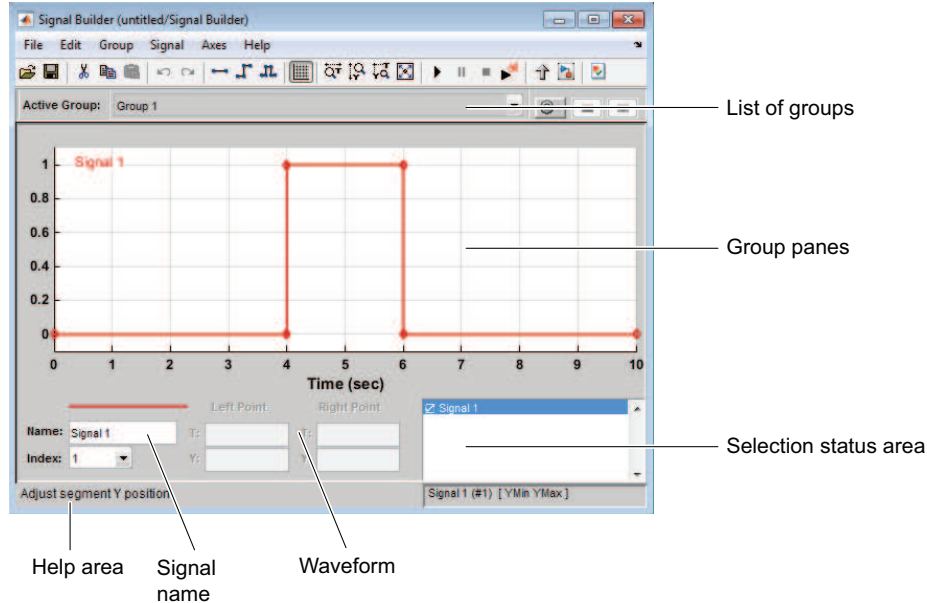 Signal Builder (untitled/Signal Builder)
File Edit Group Signal Axes Help
Active Group: Group 1
List of groups
Signal 1
1
0.8
0.6
0.4
0.2
0
Group panes
0 1 2 3 4 5 6 7 8 9 10
Time (sec)
Left Point Right Point
Signal 1
Name: Signal 1 T: T:
Index: 1 Y: Y:
Selection status area
Adjust segment Y position
Signal 1 (#1) [ YMin YMax ]
Help area
Signal name
Waveform